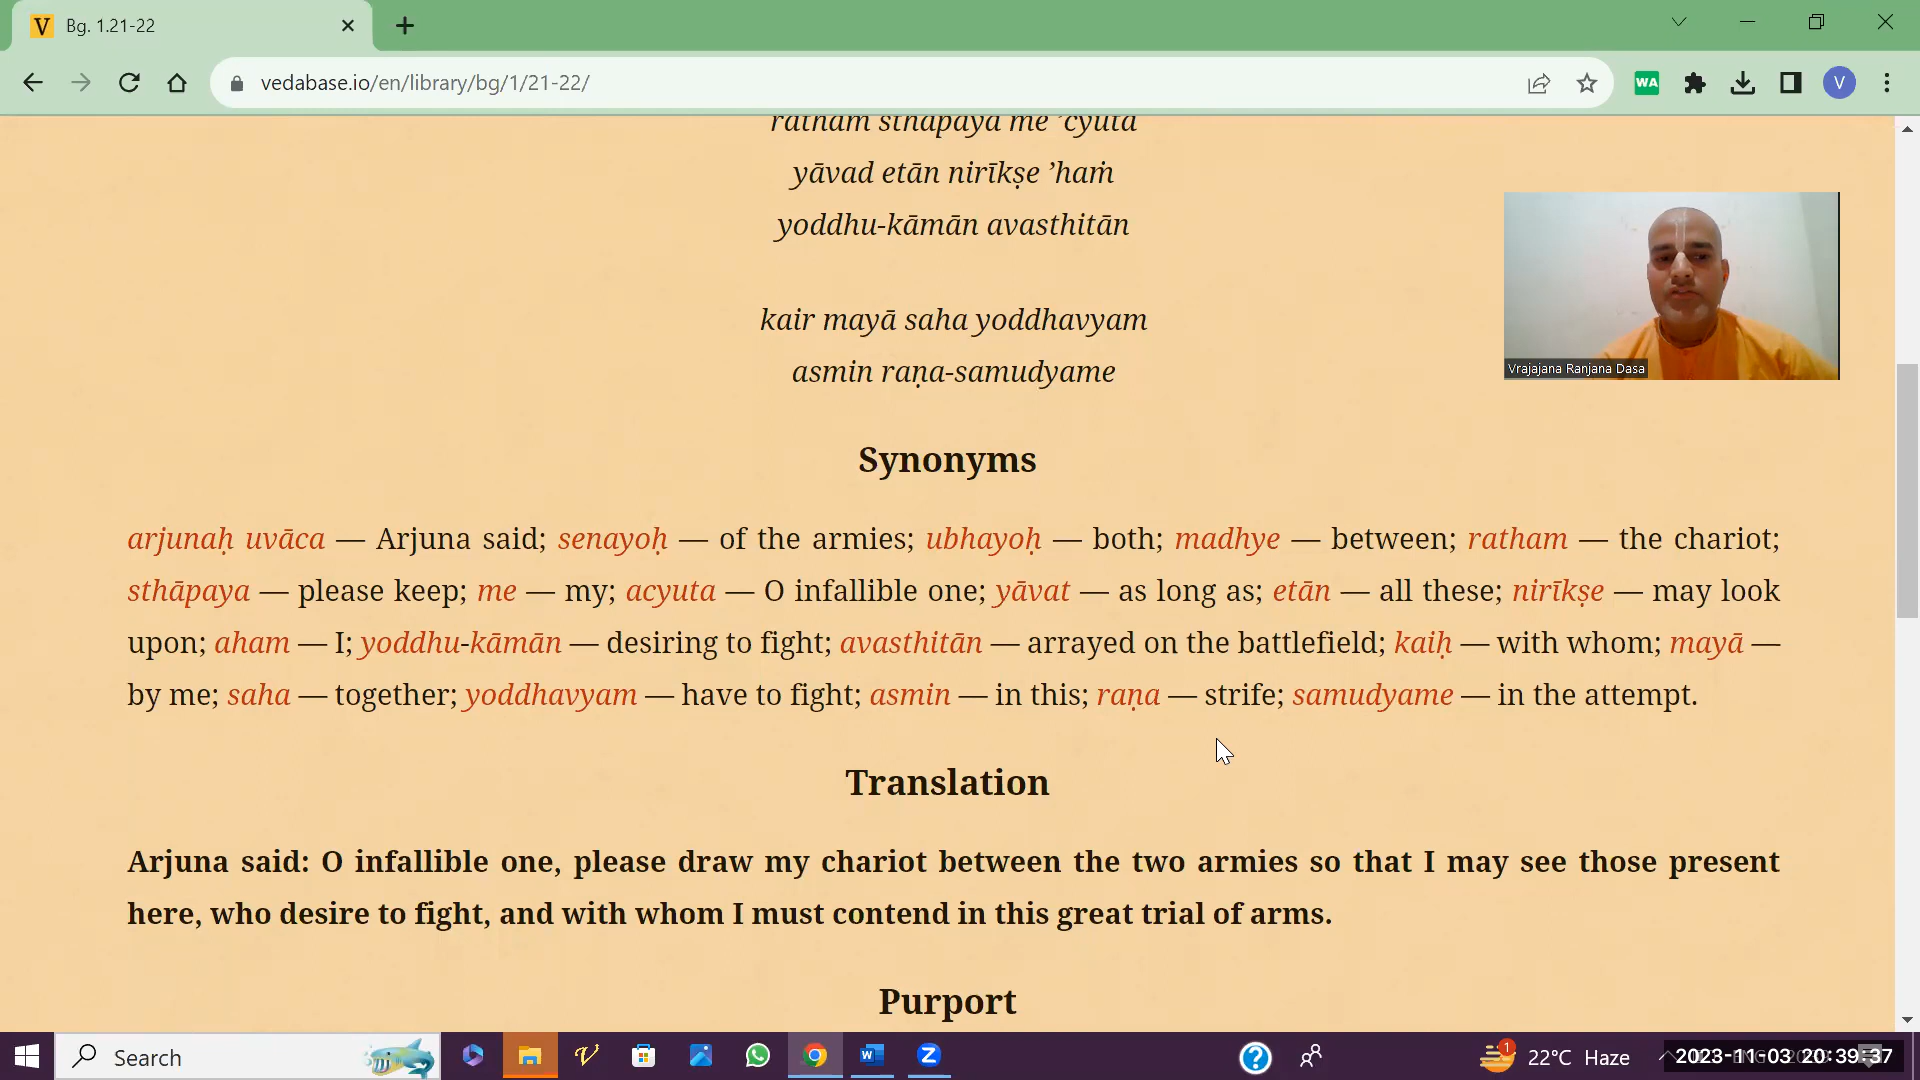 V Bg. 1.21-22
vedabase.io/en/library/bg/1/21-22/
WA
V
rathaṁ sthāpaya me ’cyuta
yāvad etān nirīkṣe ’haṁ
yoddhu-kāmān avasthitān
kair mayā saha yoddhavyam
asmin raṇa-samudyame
Vrajajana Ranjana Dasa
Synonyms
arjunaḥ uvāca — Arjuna said; senayoḥ — of the armies; ubhayoḥ — both; madhye — between; ratham — the chariot;
sthāpaya — please keep; me — my; acyuta — O infallible one; yāvat — as long as; etān — all these; nirīkṣe — may look
upon; aham — I; yoddhu-kāmān — desiring to fight; avasthitān — arrayed on the battlefield; kaiḥ — with whom; mayā —
by me; saha — together; yoddhavyam — have to fight; asmin — in this; raṇa — strife; samudyame — in the attempt.
Translation
Arjuna said: O infallible one, please draw my chariot between the two armies so that I may see those present
here, who desire to fight, and with whom I must contend in this great trial of arms.
Purport
Search
1
22°C Haze
2023-11-03 20:39:37